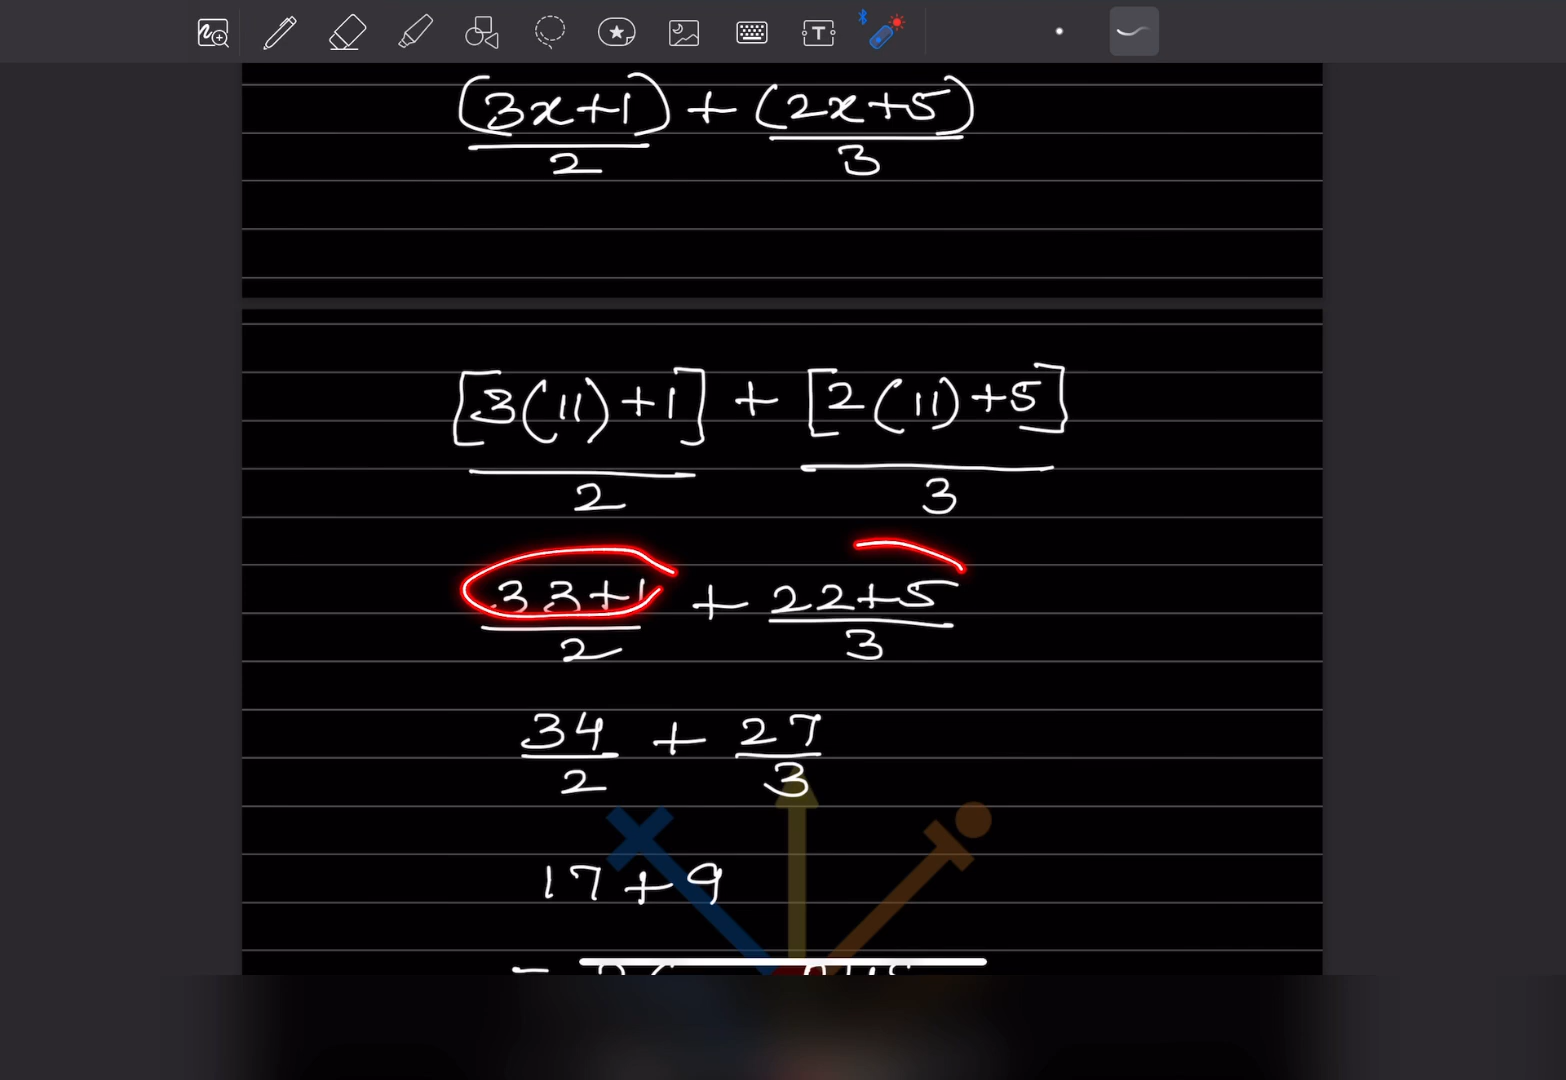 (3x+1) + (2x+5)
2 3
[3(11)+1] + [2(11)+5]
2 3
33+1 + 22+5
2 3
34 + 27
2 3
17+9
=